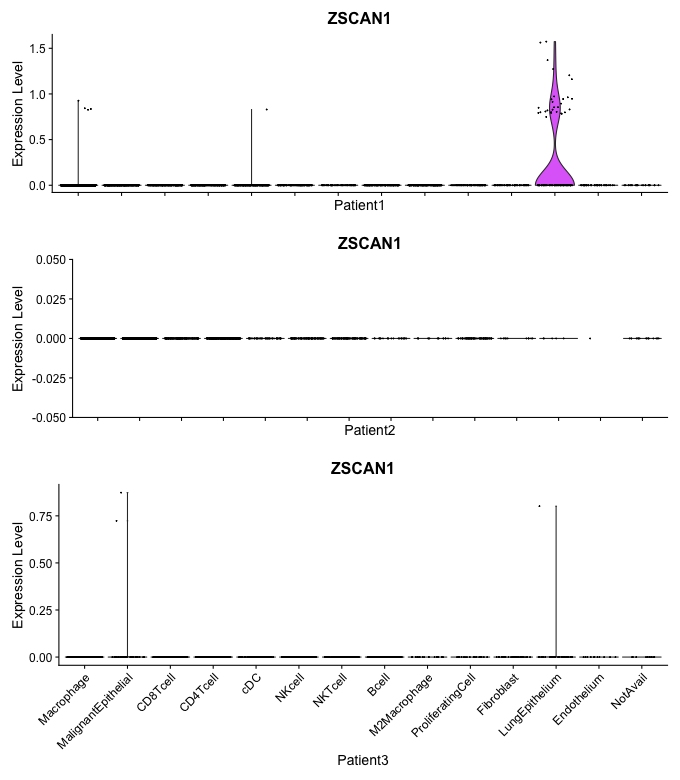 ZSCAN1
Expression Level
1.5
1.0
0.5
0.0
Patient1
ZSCAN1
Expression Level
0.050
0.025
0.000
-0.025
-0.050
Patient2
ZSCAN1
Expression Level
0.75
0.50
0.25
0.00
Macrophage
MalignantEpithelial
CD8Tcell
CD4Tcell
cDC
NKcell
NKTcell
Bcell
M2Macrophage
ProliferatingCell
Fibroblast
LungEpithelium
Endothelium
NotAvail
Patient3